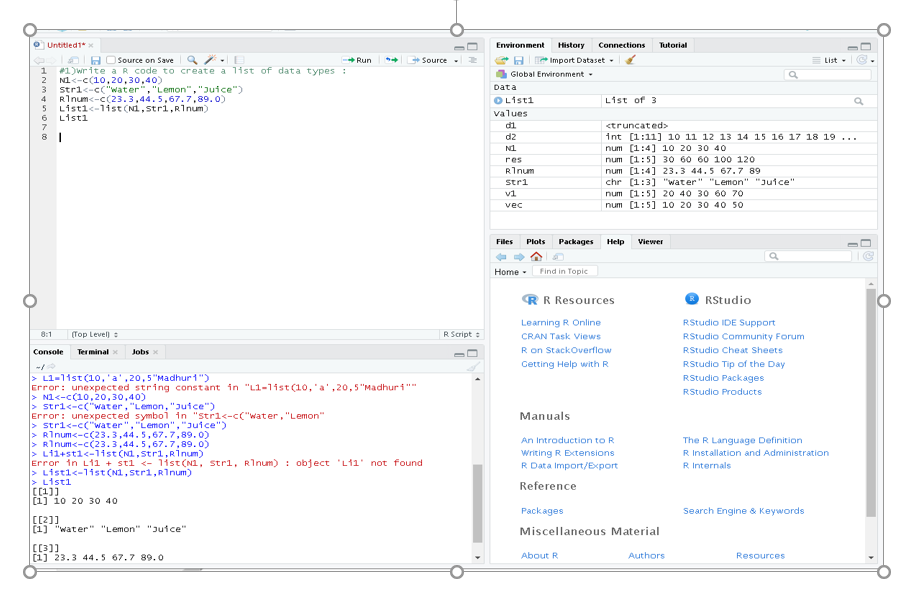 Untitled1*
Source on Save
Run
Source
1 #1)Write a R code to create a list of data types :
2 N1<-c(10,20,30,40)
3 Str1<-c("Water","Lemon","Juice")
4 Rlnum<-c(23.3,44.5,67.7,89.0)
5 List1<-list(N1,Str1,Rlnum)
6 List1
7
8
8:1 (Top Level) R Script
Console Terminal Jobs
~/
> L1=list(10,'a',20,5"Madhuri")
Error: unexpected string constant in "L1=list(10,'a',20,5"Madhuri""
> N1<-c(10,20,30,40)
> Str1<-c("Water,"Lemon,"Juice")
Error: unexpected symbol in "Str1<-c("Water,"Lemon"
> Str1<-c("Water","Lemon","Juice")
> Rlnum<-c(23.3,44.5,67.7,89.0)
> Rlnum<-c(23.3,44.5,67.7,89.0)
> Li1+st1<-list(N1,Str1,Rlnum)
Error in Li1 + st1 <- list(N1, Str1, Rlnum) : object 'Li1' not found
> List1<-list(N1,Str1,Rlnum)
> List1
[[1]]
[1] 10 20 30 40
[[2]]
[1] "Water" "Lemon" "Juice"
[[3]]
[1] 23.3 44.5 67.7 89.0
Environment History Connections Tutorial
Import Dataset List
Global Environment
Data
List1 List of 3
Values
d1 <truncated>
d2 int [1:11] 10 11 12 13 14 15 16 17 18 19 ...
N1 num [1:4] 10 20 30 40
res num [1:5] 30 60 60 100 120
Rlnum num [1:4] 23.3 44.5 67.7 89
Str1 chr [1:3] "Water" "Lemon" "Juice"
v1 num [1:5] 20 40 30 60 70
vec num [1:5] 10 20 30 40 50
Files Plots Packages Help Viewer
Home Find in Topic
R R Resources R RStudio
Learning R Online RStudio IDE Support
CRAN Task Views RStudio Community Forum
R on StackOverflow RStudio Cheat Sheets
Getting Help with R RStudio Tip of the Day
RStudio Packages
RStudio Products
Manuals
An Introduction to R The R Language Definition
Writing R Extensions R Installation and Administration
R Data Import/Export R Internals
Reference
Packages Search Engine & Keywords
Miscellaneous Material
About R Authors Resources